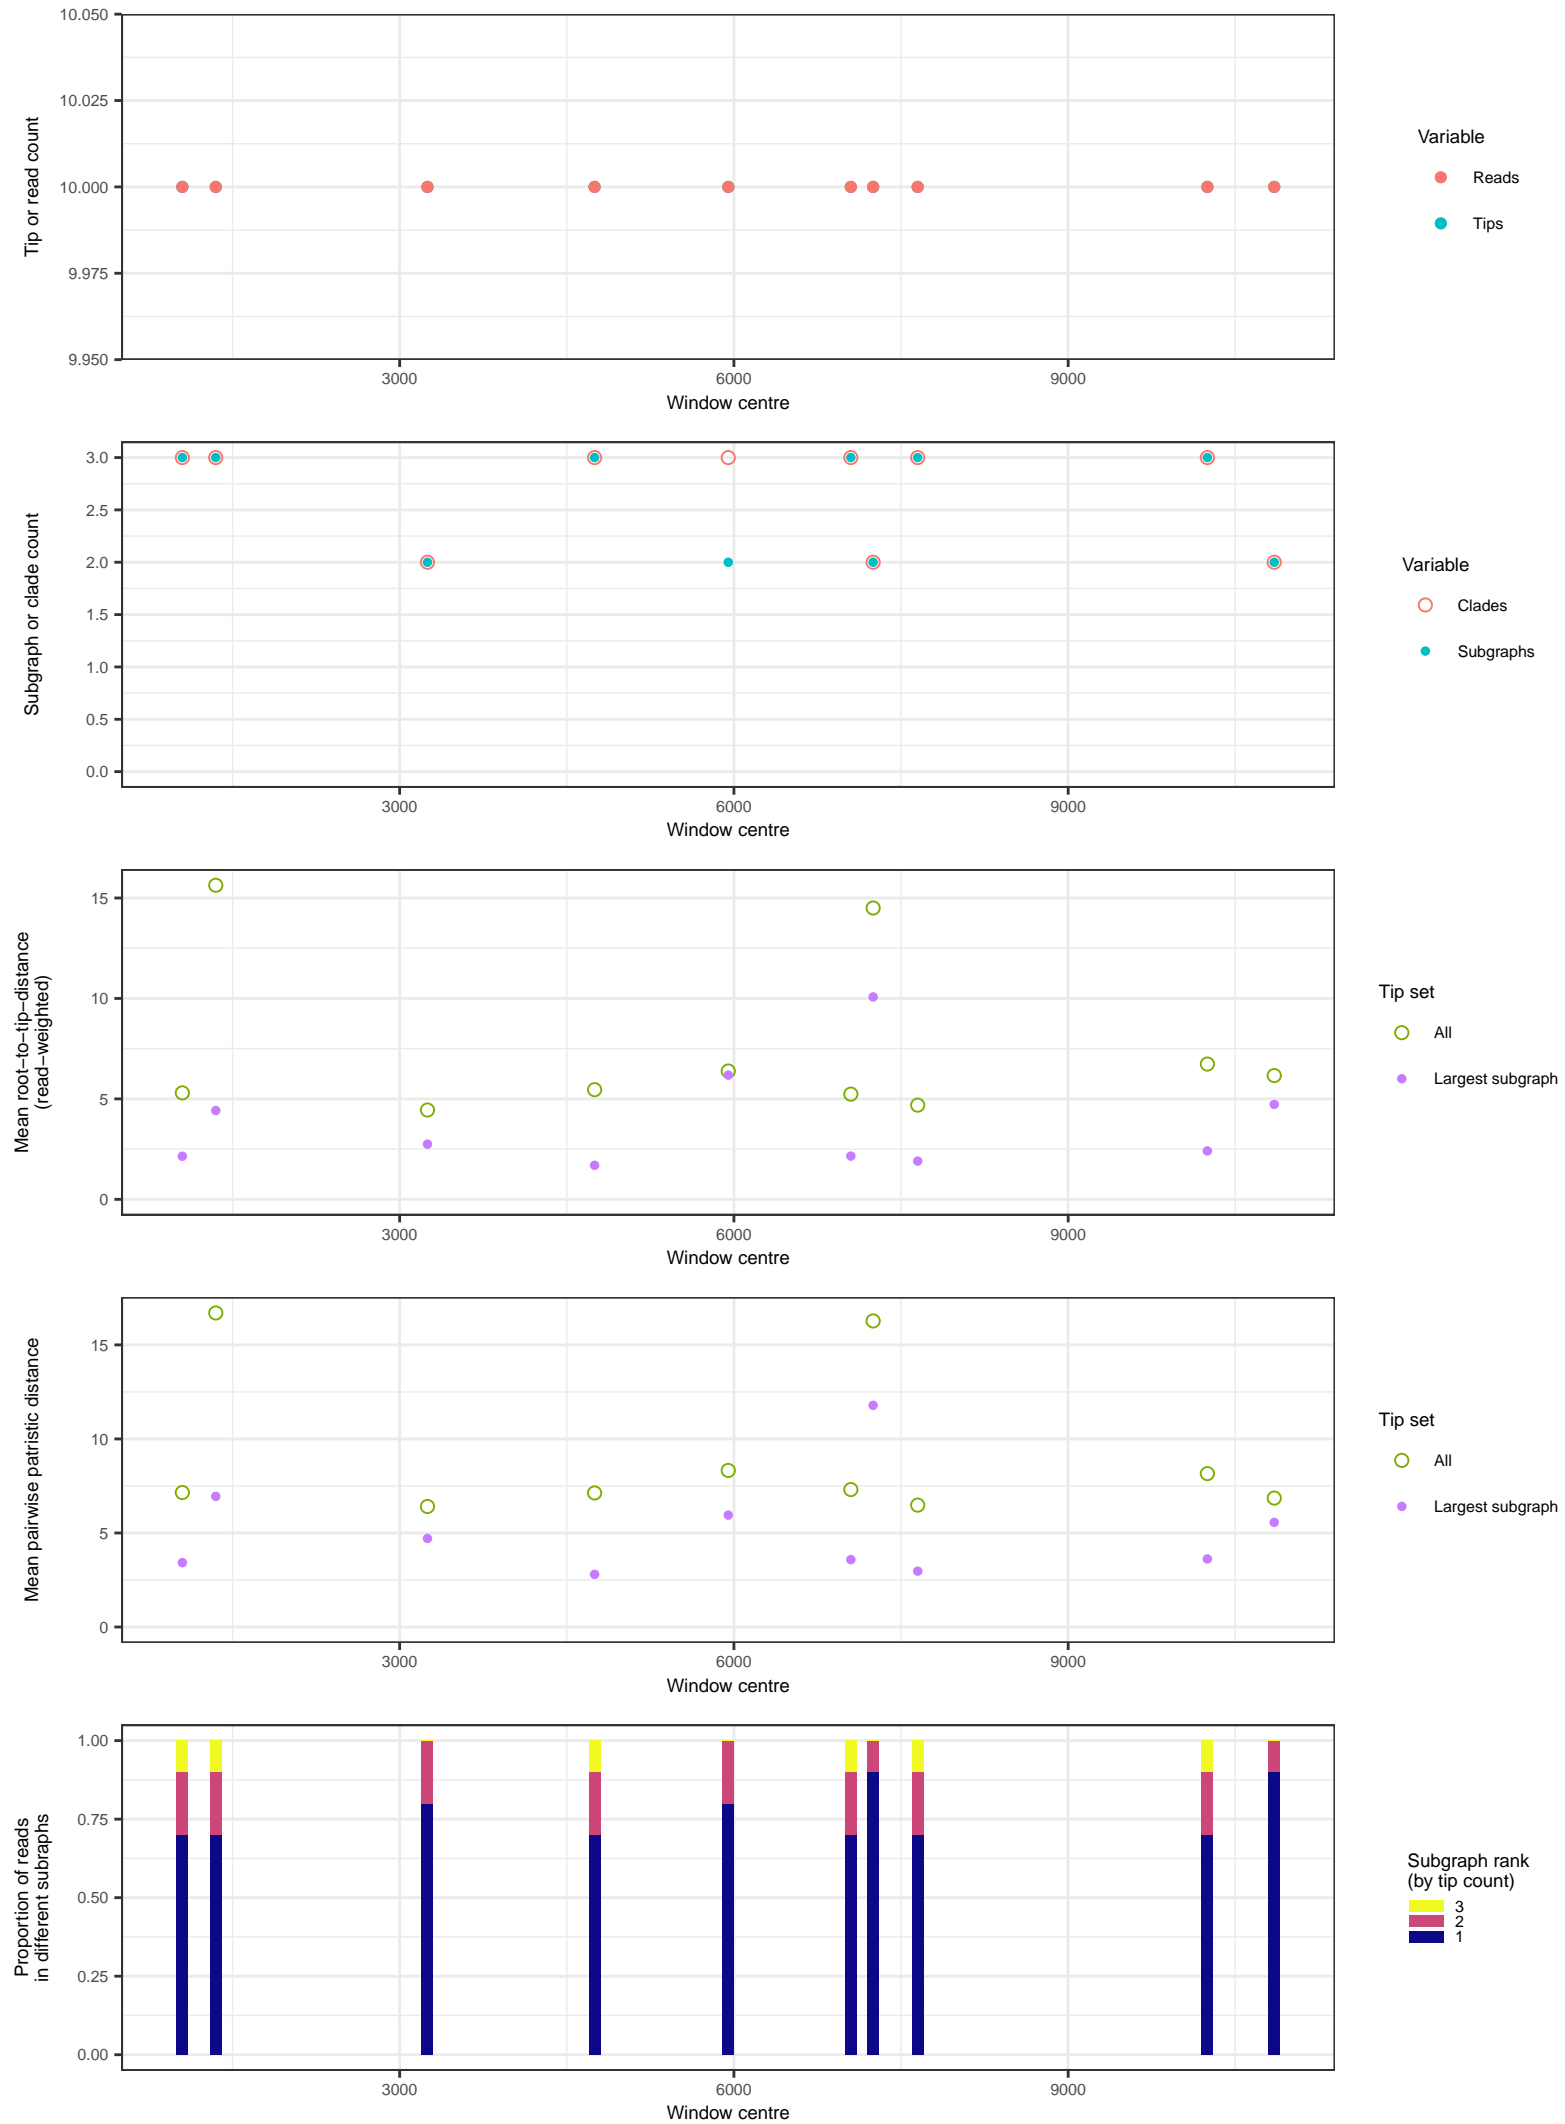 10.050
10.025
10.000
9.975
9.950
Tip or read count
3000 6000 9000
Window centre
Variable
Reads
Tips
3.0
2.5
2.0
1.5
1.0
0.5
0.0
Subgraph or clade count
3000 6000 9000
Window centre
Variable
Clades
Subgraphs
15
10
5
0
Mean root−to−tip−distance
(read−weighted)
3000 6000 9000
Window centre
Tip set
All
Largest subgraph
15
10
5
0
Mean pairwise patristic distance
3000 6000 9000
Window centre
Tip set
All
Largest subgraph
1.00
0.75
0.50
0.25
0.00
Proportion of reads
in different subraphs
3000 6000 9000
Window centre
Subgraph rank
(by tip count)
3
2
1